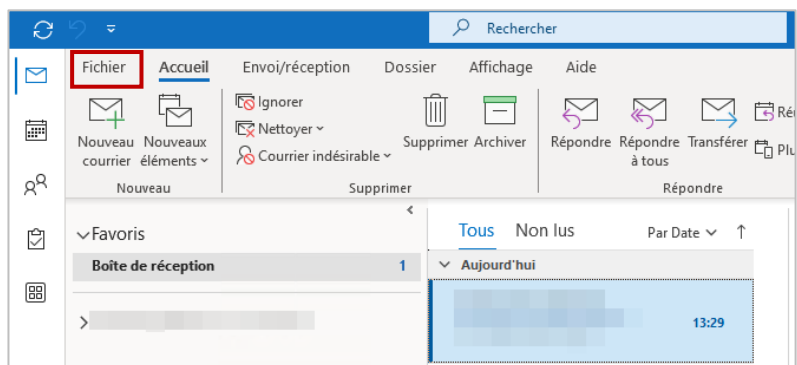 Rechercher
Fichier Accueil Envoi/réception Dossier Affichage Aide
Nouveau courrier
Nouveaux éléments
Ignorer
Nettoyer
Courrier indésirable
Supprimer
Archiver
Répondre
Répondre à tous
Transférer
Nouveau
Supprimer
Répondre
Favoris
Boîte de réception 1
Tous Non lus Par Date
Aujourd'hui
13:29